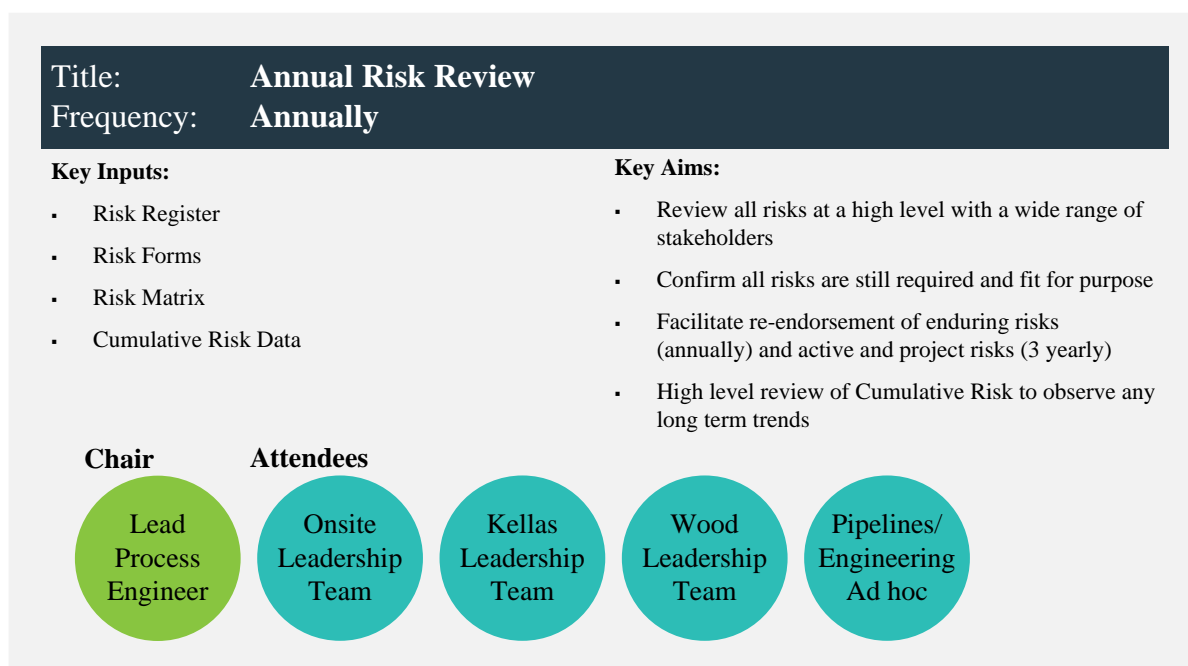 Title: Annual Risk Review
Frequency: Annually
Key Inputs:
▪ Risk Register
▪ Risk Forms
▪ Risk Matrix
▪ Cumulative Risk Data
Key Aims:
▪ Review all risks at a high level with a wide range of
stakeholders
▪ Confirm all risks are still required and fit for purpose
▪ Facilitate re-endorsement of enduring risks
(annually) and active and project risks (3 yearly)
▪ High level review of Cumulative Risk to observe any
long term trends
Chair
Lead
Process
Engineer
Attendees
Onsite
Leadership
Team
Kellas
Leadership
Team
Wood
Leadership
Team
Pipelines/
Engineering
Ad hoc